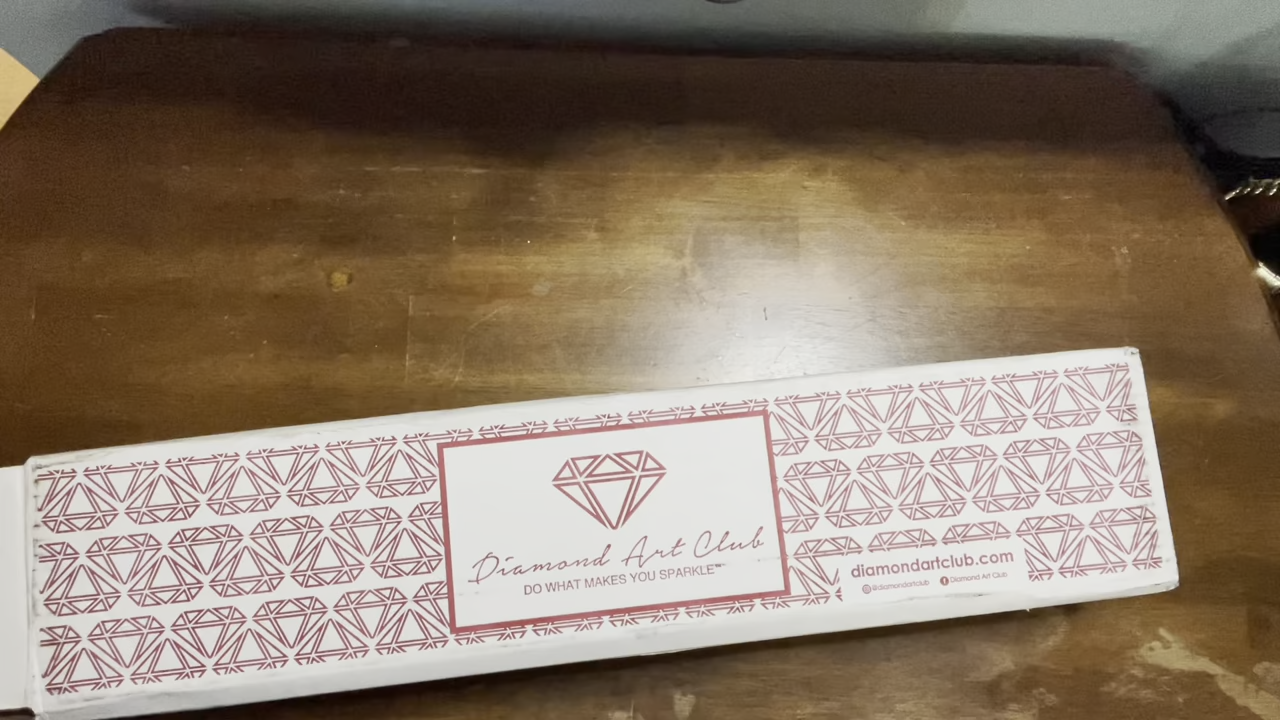 Diamond Art Club
DO WHAT MAKES YOU SPARKLE™
diamondartclub.com
@diamondartclub Diamond Art Club